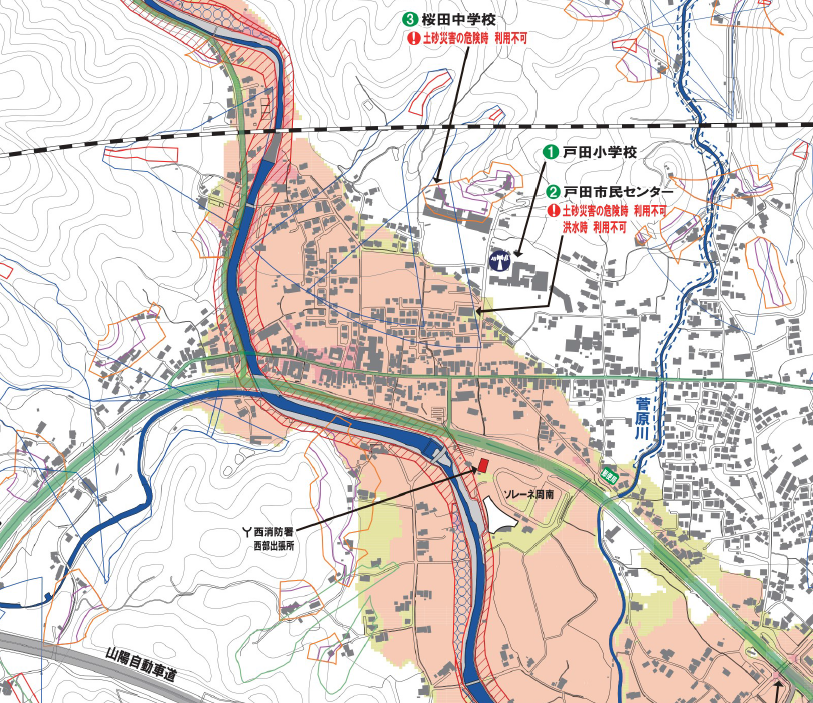 ③桜田中学校
!土砂災害の危険時 利用不可
①戸田小学校
②戸田市民センター
!土砂災害の危険時 利用不可
洪水時 利用不可
菅原川
ソレーネ周南
西消防署
西部出張所
山陽自動車道